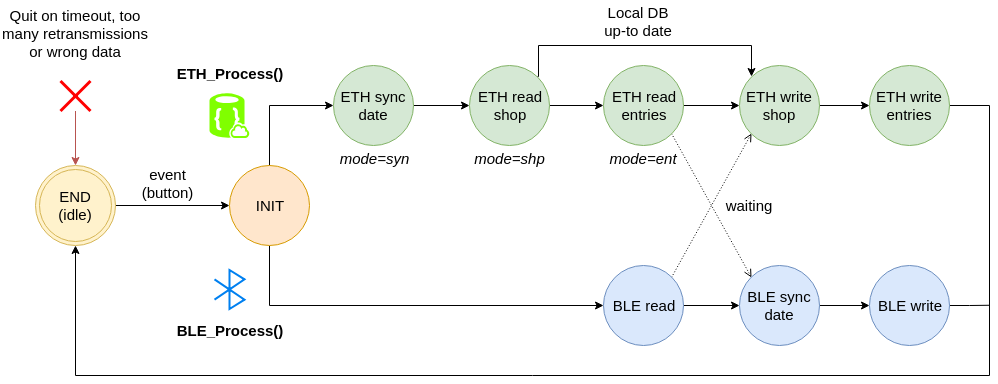 Quit on timeout, too
many retransmissions
or wrong data
Local DB
up-to date
ETH_Process()
ETH sync
date
ETH read
shop
ETH read
entries
ETH write
shop
ETH write
entries
mode=syn
mode=shp
mode=ent
event
(button)
END
(idle)
INIT
waiting
BLE read
BLE sync
date
BLE write
BLE_Process()